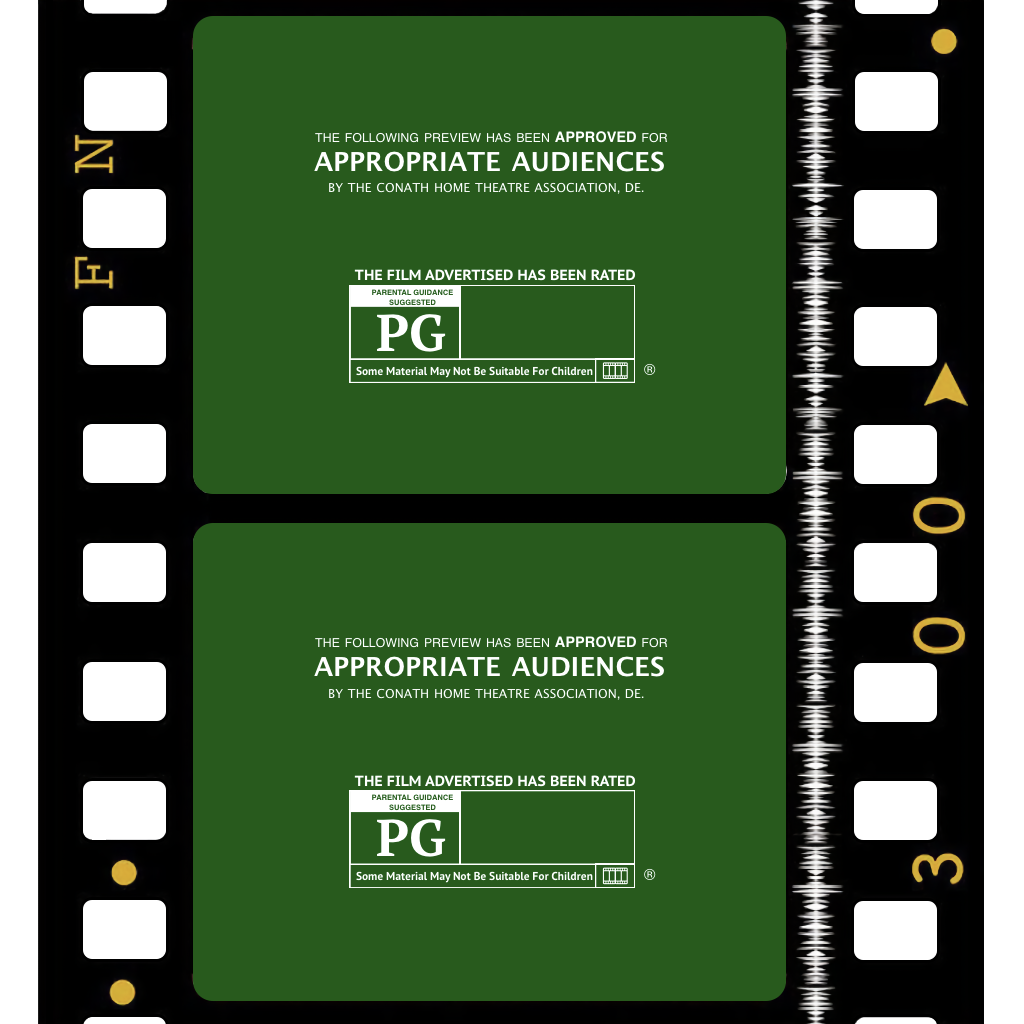 THE FOLLOWING PREVIEW HAS BEEN APPROVED FOR
APPROPRIATE AUDIENCES
BY THE CONATH HOME THEATRE ASSOCIATION, DE.
THE FILM ADVERTISED HAS BEEN RATED
PARENTAL GUIDANCE
SUGGESTED
PG
Some Material May Not Be Suitable For Children
®
THE FOLLOWING PREVIEW HAS BEEN APPROVED FOR
APPROPRIATE AUDIENCES
BY THE CONATH HOME THEATRE ASSOCIATION, DE.
THE FILM ADVERTISED HAS BEEN RATED
PARENTAL GUIDANCE
SUGGESTED
PG
Some Material May Not Be Suitable For Children
®
F N
3 0 0